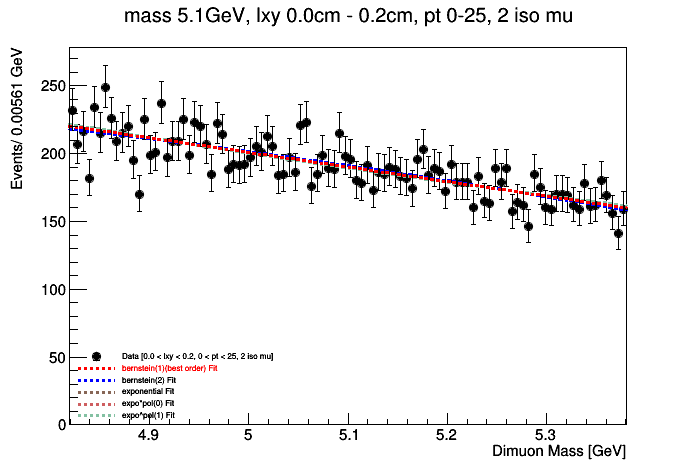 mass 5.1GeV, lxy 0.0cm - 0.2cm, pt 0-25, 2 iso mu
Events/ 0.00561 GeV
250
200
150
100
50
0
Data [0.0 < lxy < 0.2, 0 < pt < 25, 2 iso mu]
bernstein(1)(best order) Fit
bernstein(2) Fit
exponential Fit
expo*pol(0) Fit
expo*pol(1) Fit
4.9 5 5.1 5.2 5.3
Dimuon Mass [GeV]